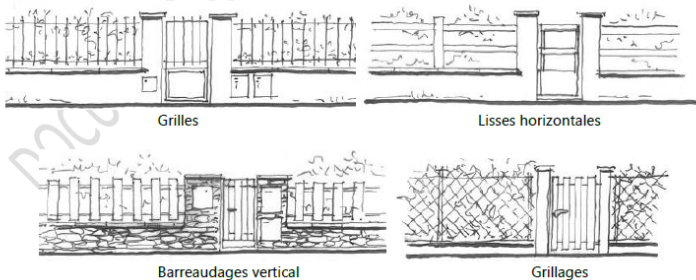 Grilles
Lisses horizontales
Barreaudages vertical
Grillages